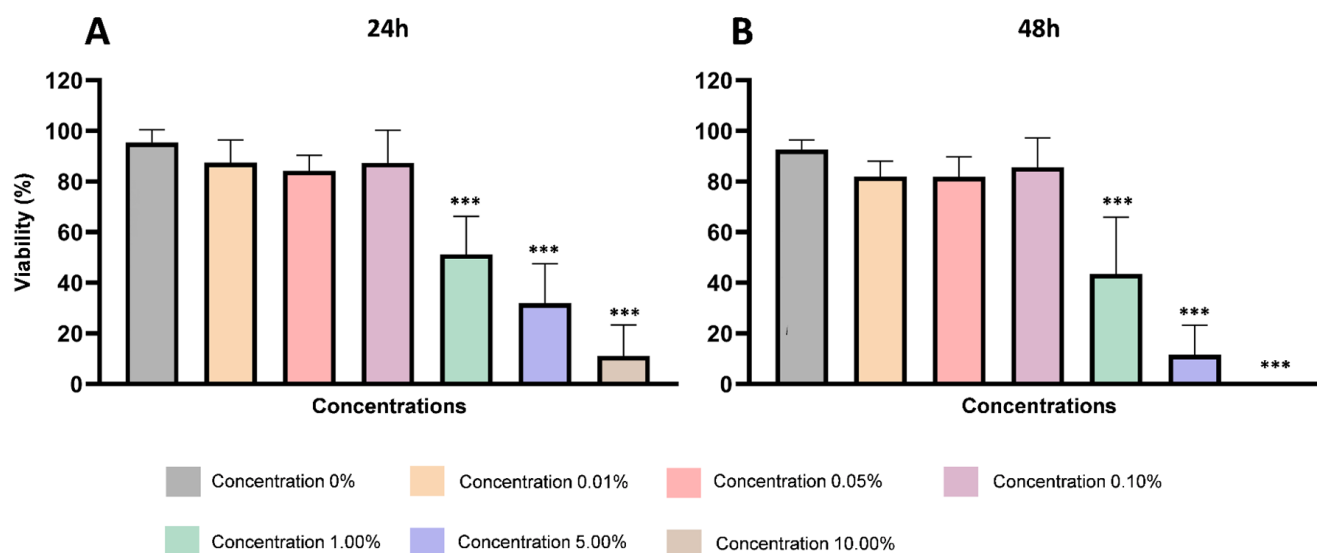 A 24h
B 48h
Viability (%)
120
100
80
60
40
20
0
***
***
***
Concentrations
120
100
80
60
40
20
0
***
***
***
Concentrations
Concentration 0% Concentration 0.01% Concentration 0.05% Concentration 0.10%
Concentration 1.00% Concentration 5.00% Concentration 10.00%